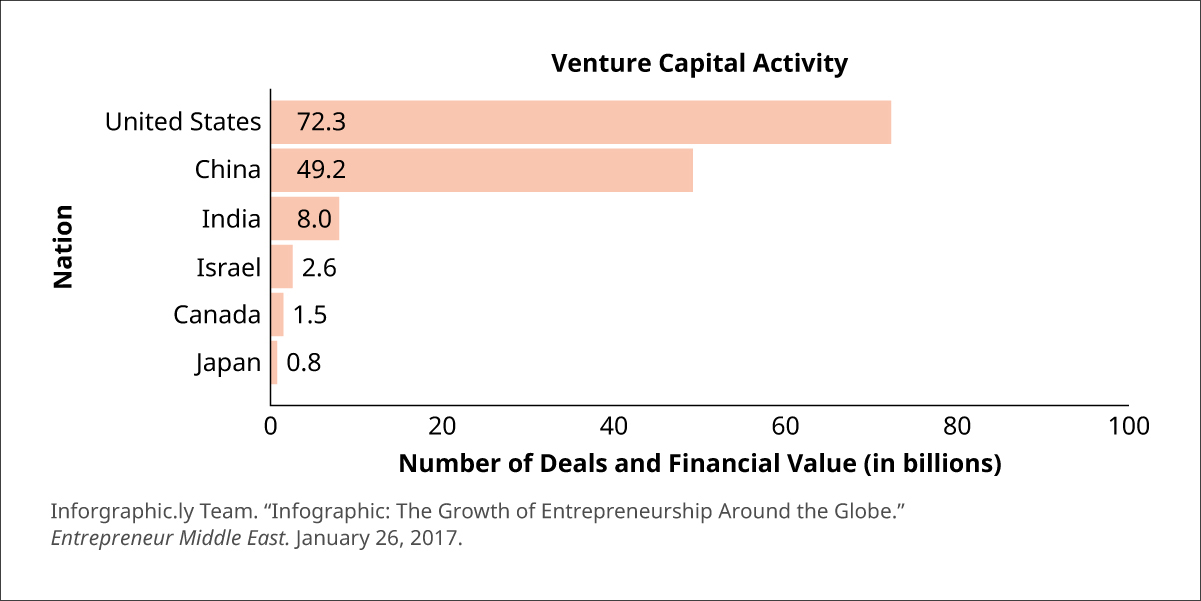 Venture Capital Activity
United States 72.3
China 49.2
India 8.0
Israel 2.6
Canada 1.5
Japan 0.8
Nation
0 20 40 60 80 100
Number of Deals and Financial Value (in billions)
Inforgraphic.ly Team. “Infographic: The Growth of Entrepreneurship Around the Globe.”
Entrepreneur Middle East. January 26, 2017.